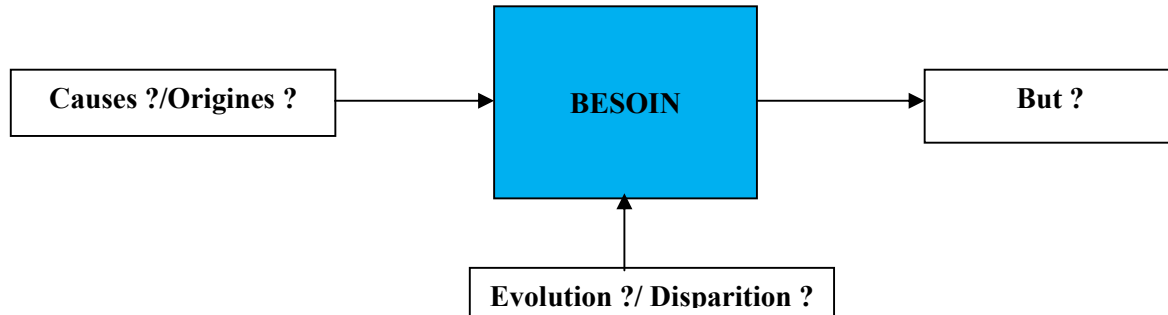 Causes ?/Origines ?
BESOIN
But ?
Evolution ?/ Disparition ?